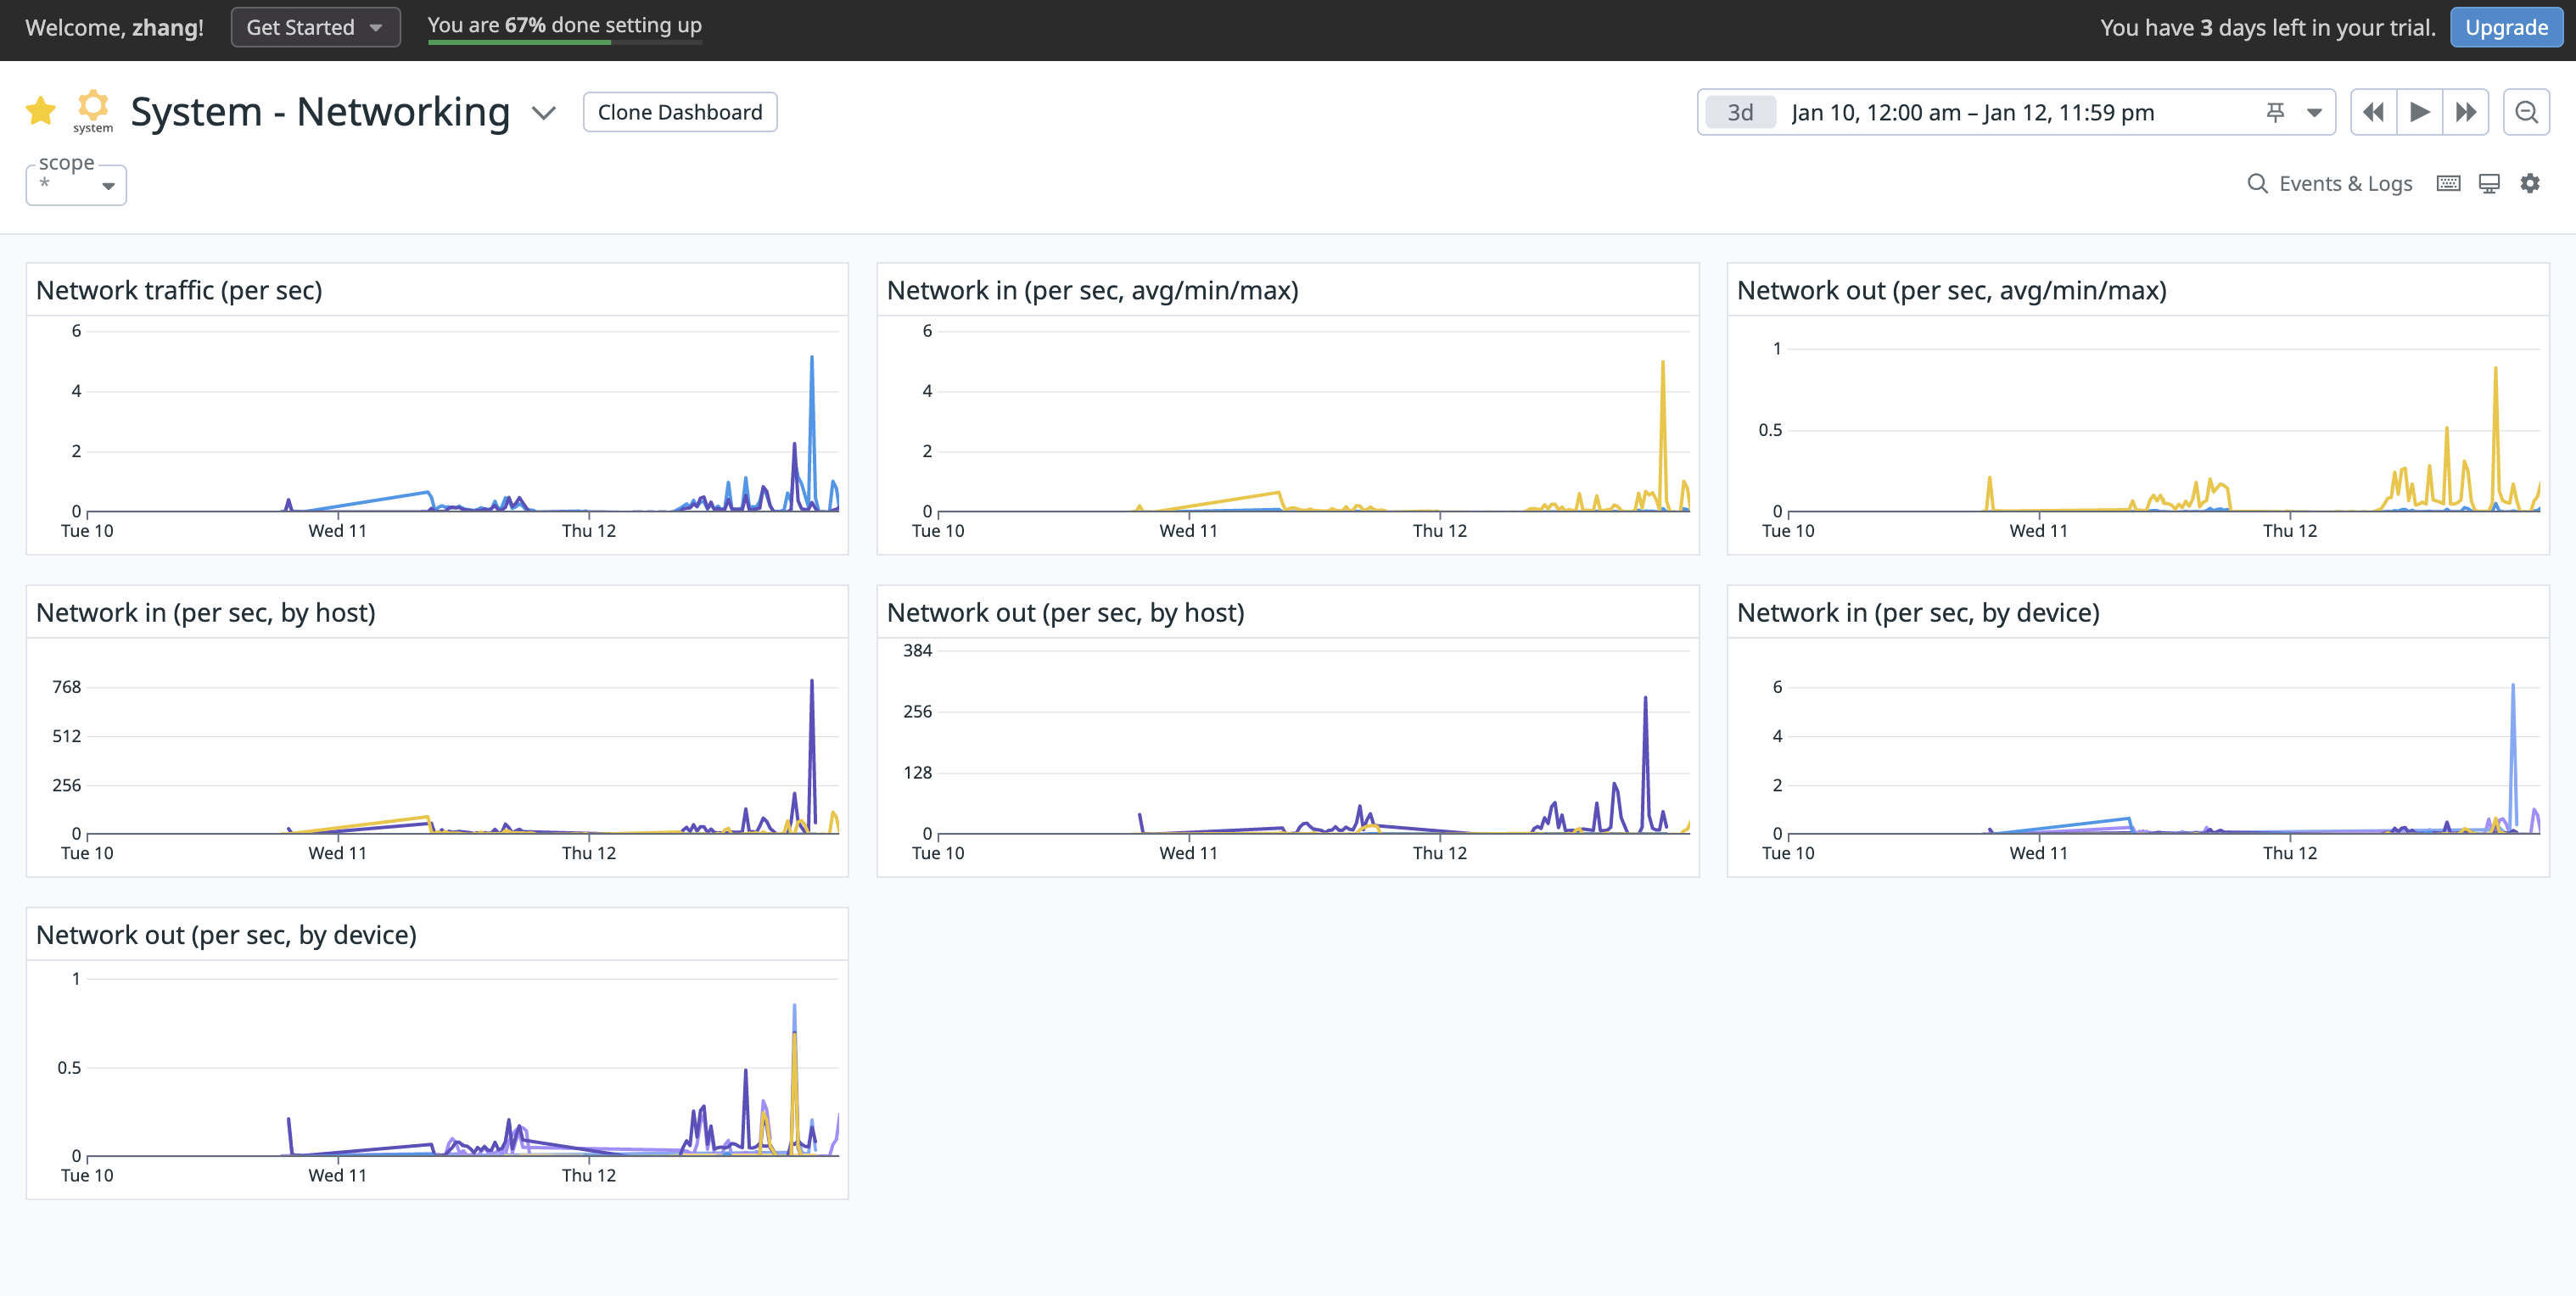 Welcome, zhang!
Get Started
You are 67% done setting up
You have 3 days left in your trial.
Upgrade
system
System - Networking
Clone Dashboard
3d
Jan 10, 12:00 am – Jan 12, 11:59 pm
scope
*
Events & Logs
Network traffic (per sec)
6
4
2
0
Tue 10
Wed 11
Thu 12
Network in (per sec, avg/min/max)
6
4
2
0
Tue 10
Wed 11
Thu 12
Network out (per sec, avg/min/max)
1
0.5
0
Tue 10
Wed 11
Thu 12
Network in (per sec, by host)
768
512
256
0
Tue 10
Wed 11
Thu 12
Network out (per sec, by host)
384
256
128
0
Tue 10
Wed 11
Thu 12
Network in (per sec, by device)
6
4
2
0
Tue 10
Wed 11
Thu 12
Network out (per sec, by device)
1
0.5
0
Tue 10
Wed 11
Thu 12